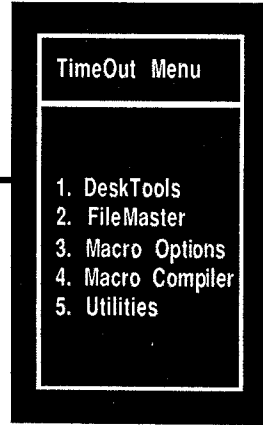 TimeOut Menu
1. DeskTools
2. FileMaster
3. Macro Options
4. Macro Compiler
5. Utilities